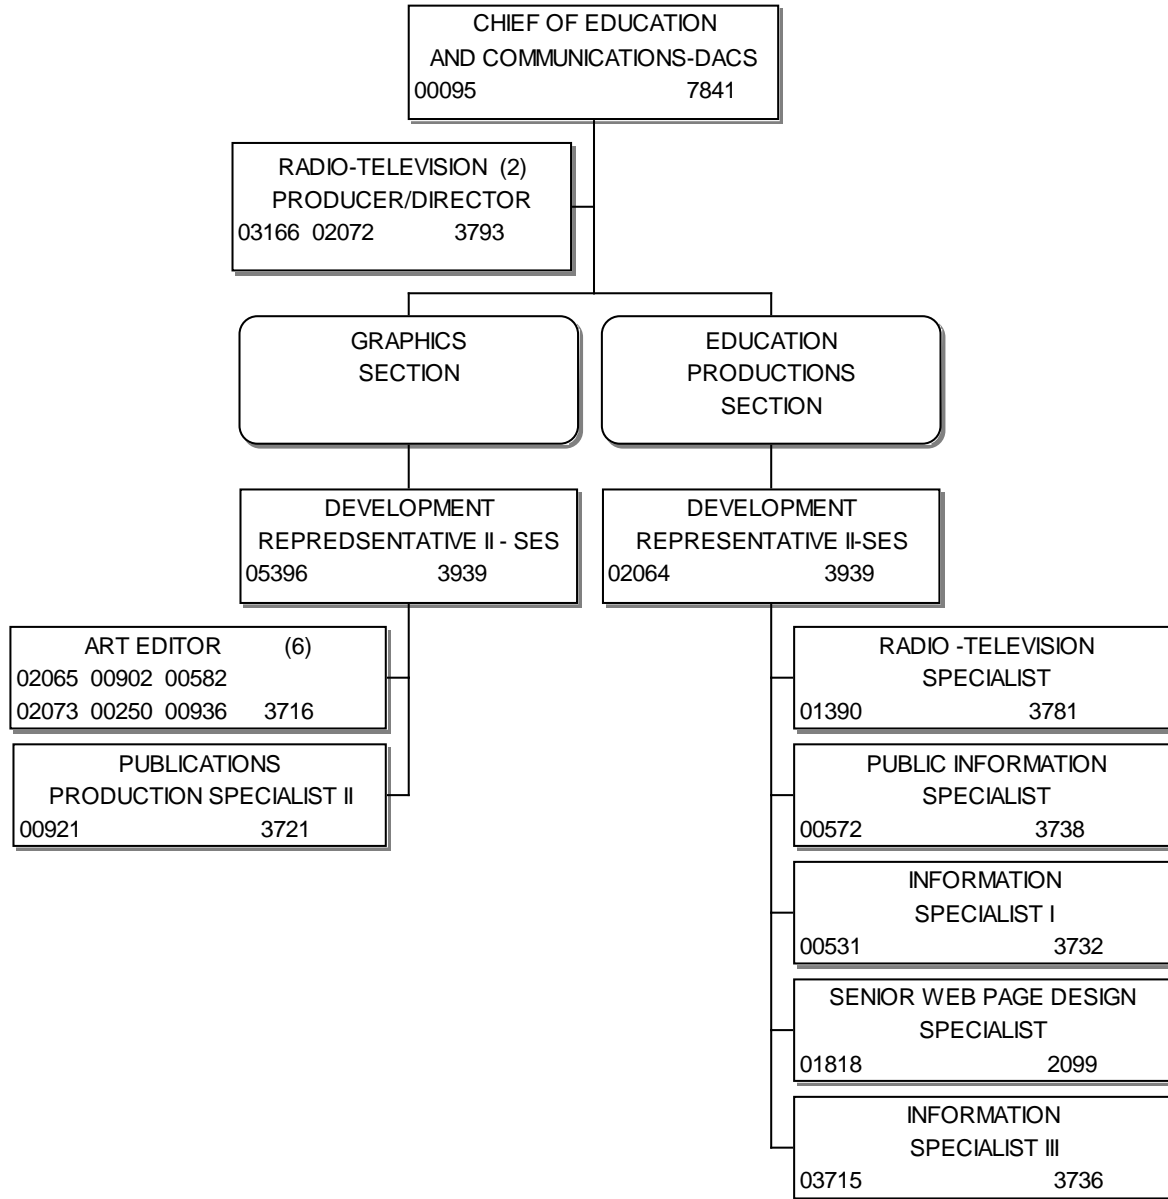 CHIEF OF EDUCATION
AND COMMUNICATIONS-DACS
00095 7841
RADIO-TELEVISION (2)
PRODUCER/DIRECTOR
03166 02072 3793
GRAPHICS
SECTION
EDUCATION
PRODUCTIONS
SECTION
DEVELOPMENT
REPREDSENTATIVE II - SES
05396 3939
DEVELOPMENT
REPRESENTATIVE II-SES
02064 3939
ART EDITOR (6)
02065 00902 00582
02073 00250 00936 3716
PUBLICATIONS
PRODUCTION SPECIALIST II
00921 3721
RADIO -TELEVISION
SPECIALIST
01390 3781
PUBLIC INFORMATION
SPECIALIST
00572 3738
INFORMATION
SPECIALIST I
00531 3732
SENIOR WEB PAGE DESIGN
SPECIALIST
01818 2099
INFORMATION
SPECIALIST III
03715 3736